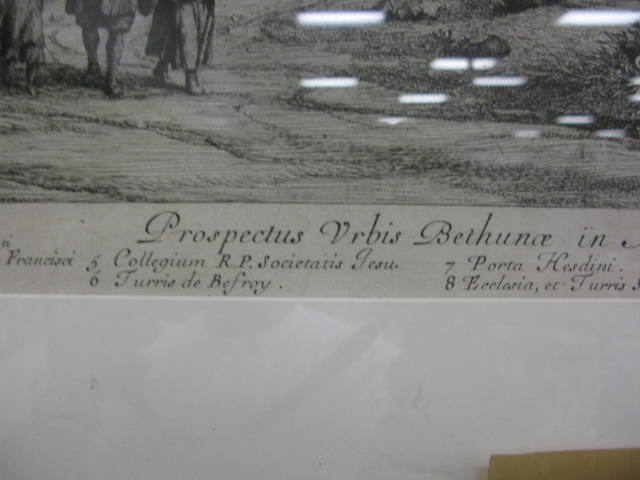 Prospectus Vrbis Bethunæ in
Francisci 5 Collegium R.P. Societatis Jesu. 7 Porta Hesdini.
6 Turris de Befroy. 8 Ecclesia, et Turris